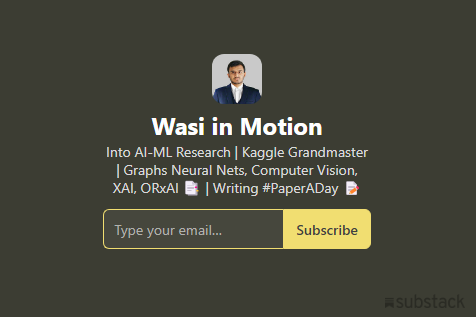 Wasi in Motion
Into AI-ML Research | Kaggle Grandmaster
| Graphs Neural Nets, Computer Vision,
XAI, ORxAI 📑 | Writing #PaperADay 📝
Type your email...
Subscribe
substack